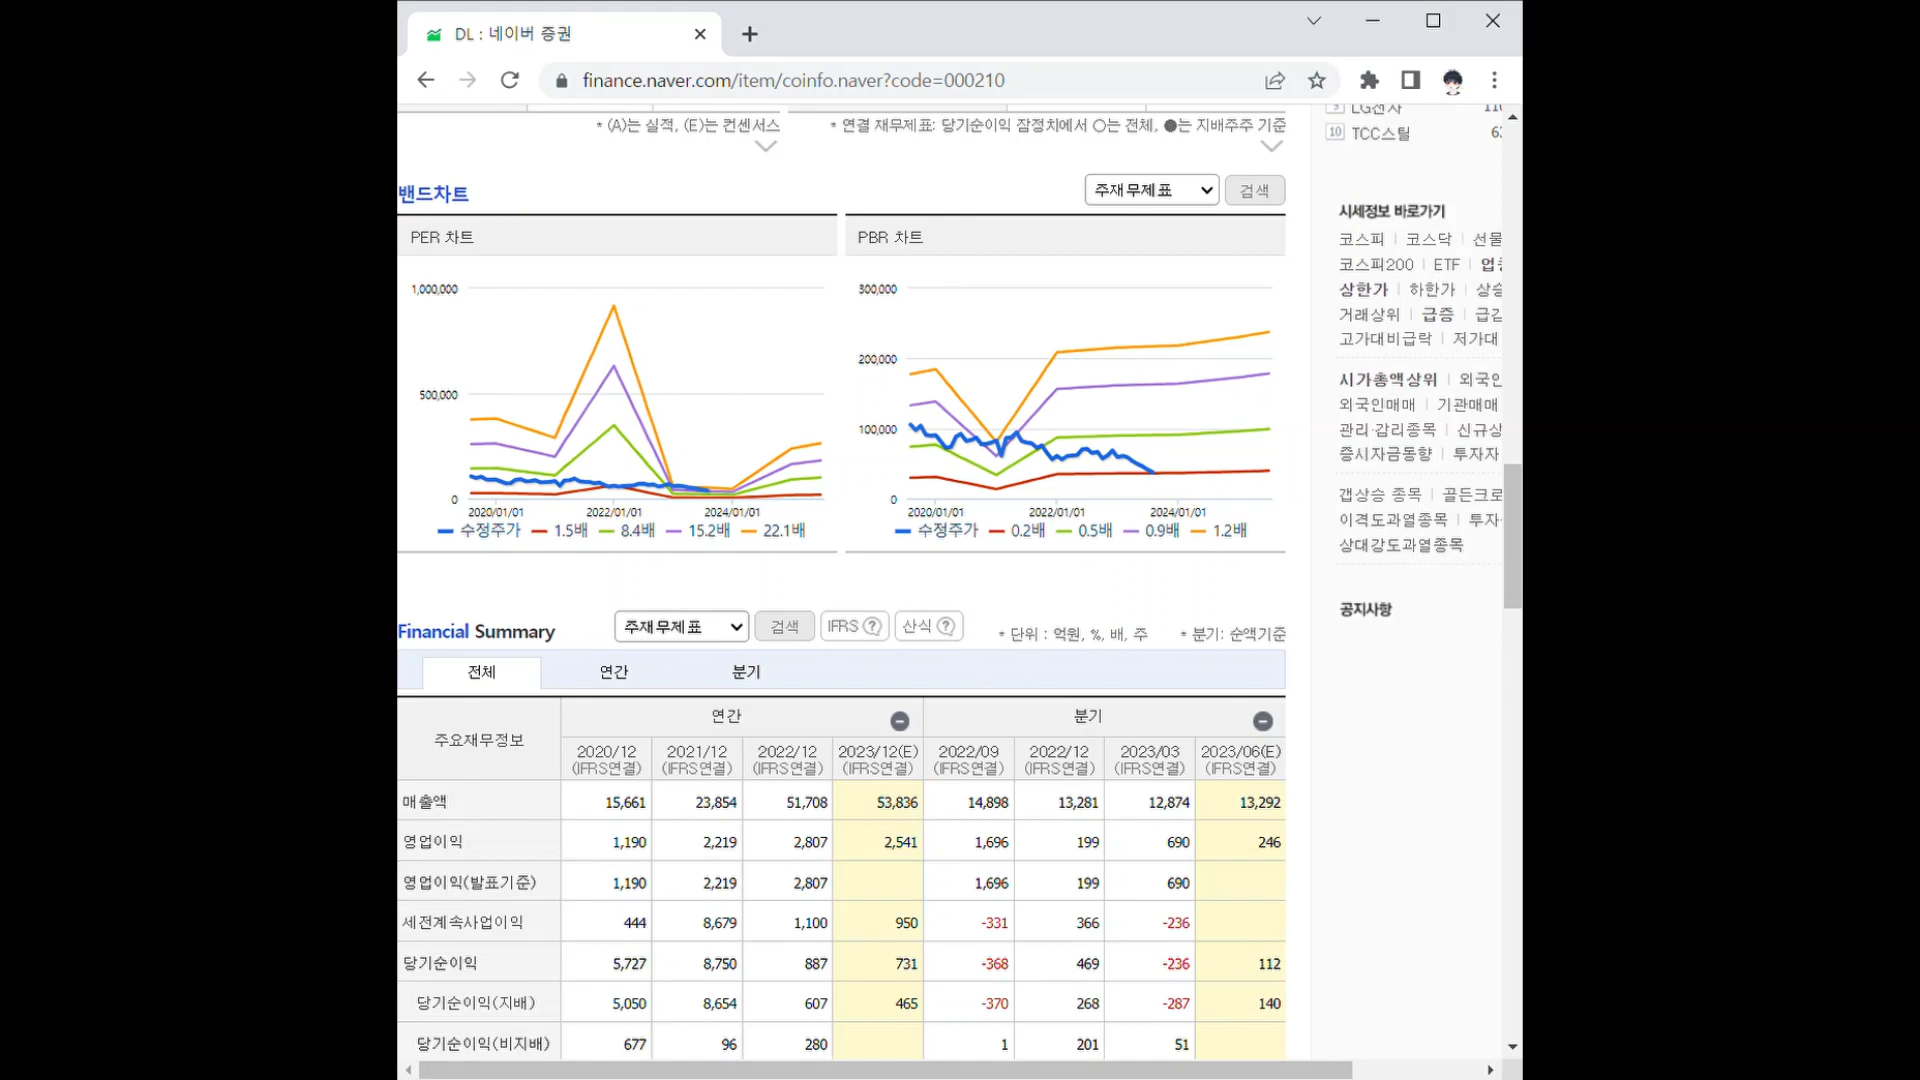 DL : 네이버 증권
finance.naver.com/item/coinfo.naver?code=000210
* (A)는 실적, (E)는 컨센서스
* 연결 재무제표: 당기순이익 잠정치에서 ○는 전체, ●는 지배주주 기준
밴드차트
주재무제표 검색
PER 차트
1,000,000
500,000
0
2020/01/01 2022/01/01 2024/01/01
수정주가 1.5배 8.4배 15.2배 22.1배
PBR 차트
300,000
200,000
100,000
0
2020/01/01 2022/01/01 2024/01/01
수정주가 0.2배 0.5배 0.9배 1.2배
Financial Summary
주재무제표 검색 IFRS ? 산식 ?
* 단위 : 억원, %, 배, 주 * 분기: 순액기준
전체 연간 분기
주요재무정보 연간 분기
2020/12 2021/12 2022/12 2023/12(E) 2022/09 2022/12 2023/03 2023/06(E)
(IFRS연결) (IFRS연결) (IFRS연결) (IFRS연결) (IFRS연결) (IFRS연결) (IFRS연결) (IFRS연결)
매출액 15,661 23,854 51,708 53,836 14,898 13,281 12,874 13,292
영업이익 1,190 2,219 2,807 2,541 1,696 199 690 246
영업이익(발표기준) 1,190 2,219 2,807 1,696 199 690
세전계속사업이익 444 8,679 1,100 950 -331 366 -236
당기순이익 5,727 8,750 887 731 -368 469 -236 112
당기순이익(지배) 5,050 8,654 607 465 -370 268 -287 140
당기순이익(비지배) 677 96 280 1 201 51
9 LG전자
10 TCC스틸
시세정보 바로가기
코스피 코스닥 선물
코스피200 ETF
상한가 하한가
거래상위 급증
고가대비급락 저가대
시가총액상위 외국인
외국인매매 기관매매
관리·감리종목 신규상
증시자금동향 투자자
갭상승 종목 골든크로
이격도과열종목 투자
상대강도과열종목
공지사항